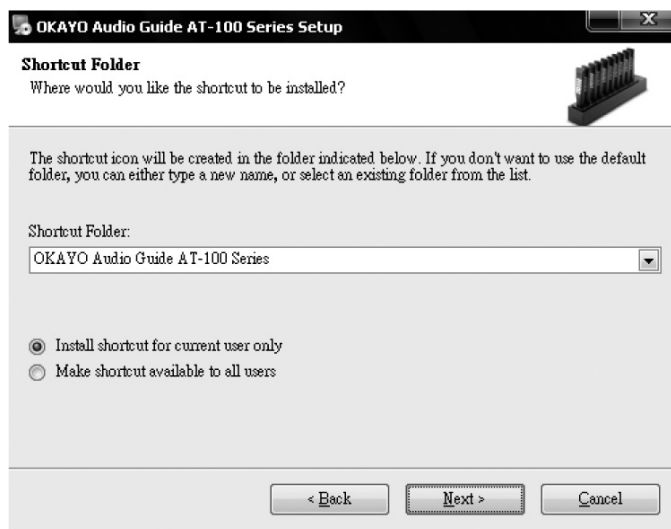 OKAYO Audio Guide AT-100 Series Setup
X
Shortcut Folder
Where would you like the shortcut to be installed?
The shortcut icon will be created in the folder indicated below. If you don't want to use the default
folder, you can either type a new name, or select an existing folder from the list.
Shortcut Folder:
OKAYO Audio Guide AT-100 Series
Install shortcut for current user only
Make shortcut available to all users
< Back
Next >
Cancel